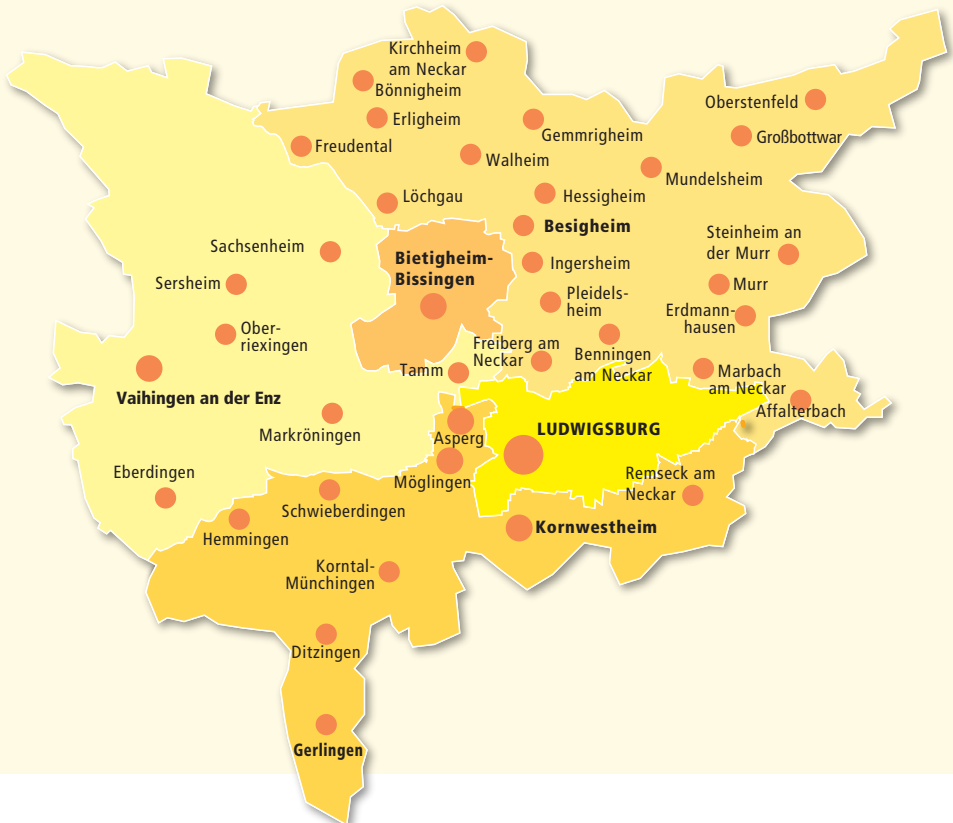 Kirchheim
am Neckar
Bönnigheim
Erligheim
Freudental
Gemmrigheim
Walheim
Oberstenfeld
Großbottwar
Mundelsheim
Löchgau
Hessigheim
Besigheim
Sachsenheim
Sersheim
Bietigheim-
Bissingen
Ingersheim
Steinheim an
der Murr
Murr
Pleidels-
heim
Erdmann-
hausen
Ober-
riexingen
Freiberg am
Neckar
Benningen
am Neckar
Tamm
Marbach
am Neckar
Vaihingen an der Enz
Affalterbach
Markröningen
Asperg
LUDWIGSBURG
Eberdingen
Möglingen
Remseck am
Neckar
Schwieberdingen
Hemmingen
Kornwestheim
Korntal-
Münchingen
Ditzingen
Gerlingen